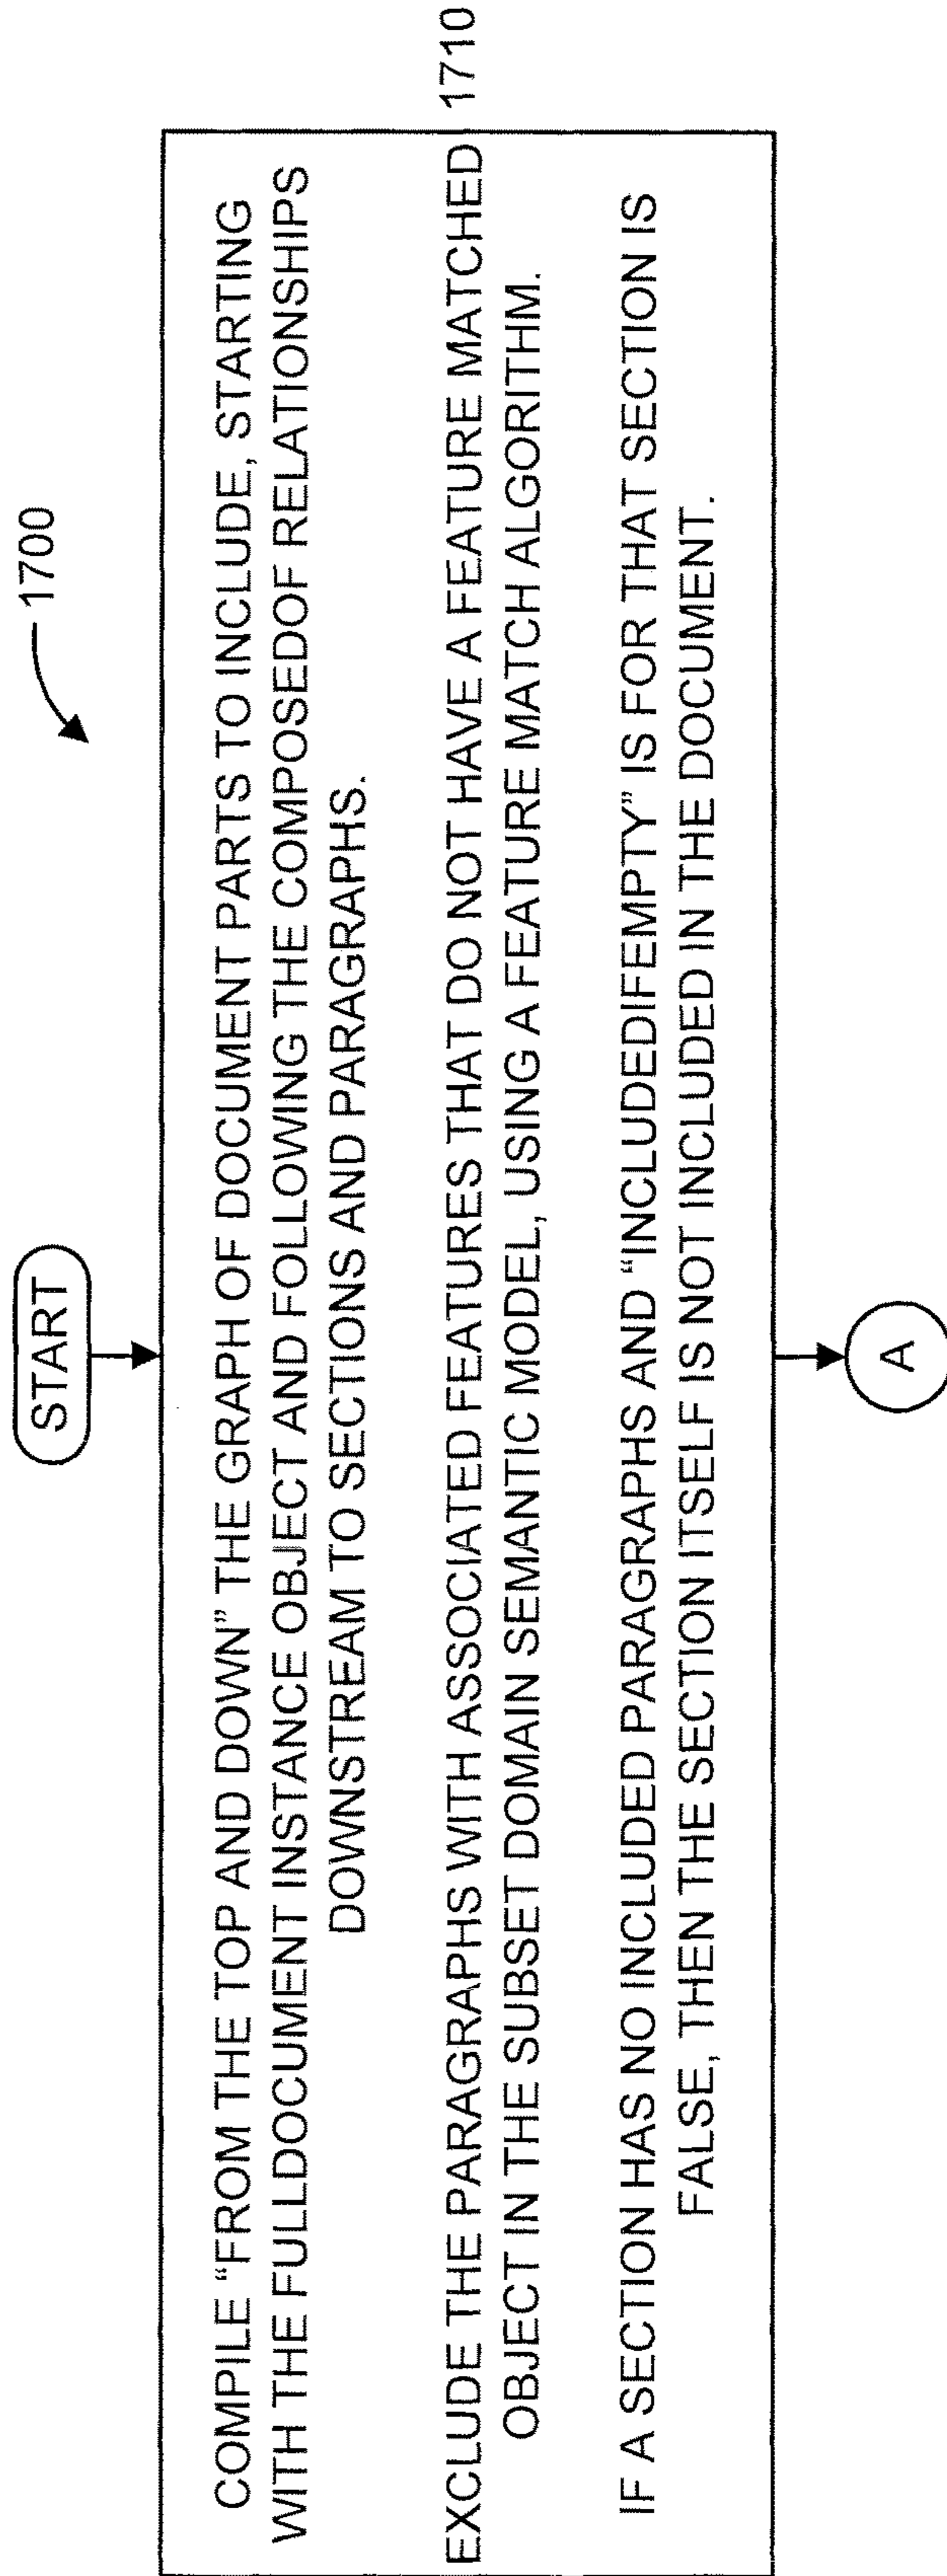 1700
START
COMPILE “FROM THE TOP AND DOWN” THE GRAPH OF DOCUMENT PARTS TO INCLUDE, STARTING
WITH THE FULLDOCUMENT INSTANCE OBJECT AND FOLLOWING THE COMPOSEDOF RELATIONSHIPS
DOWNSTREAM TO SECTIONS AND PARAGRAPHS.
EXCLUDE THE PARAGRAPHS WITH ASSOCIATED FEATURES THAT DO NOT HAVE A FEATURE MATCHED
1710
OBJECT IN THE SUBSET DOMAIN SEMANTIC MODEL, USING A FEATURE MATCH ALGORITHM.
IF A SECTION HAS NO INCLUDED PARAGRAPHS AND “INCLUDEDIFEMPTY” IS FOR THAT SECTION IS
FALSE, THEN THE SECTION ITSELF IS NOT INCLUDED IN THE DOCUMENT.
A